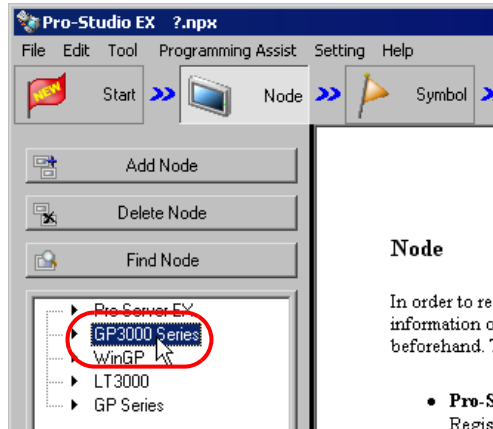 Pro-Studio EX ?.npx
File Edit Tool Programming Assist Setting Help
NEW Start Node Symbol
Add Node
Delete Node
Find Node
Pro-Server EX
GP3000 Series
WinGP
LT3000
GP Series
Node
In order to re
information o
beforehand. T
Pro-S
Regis